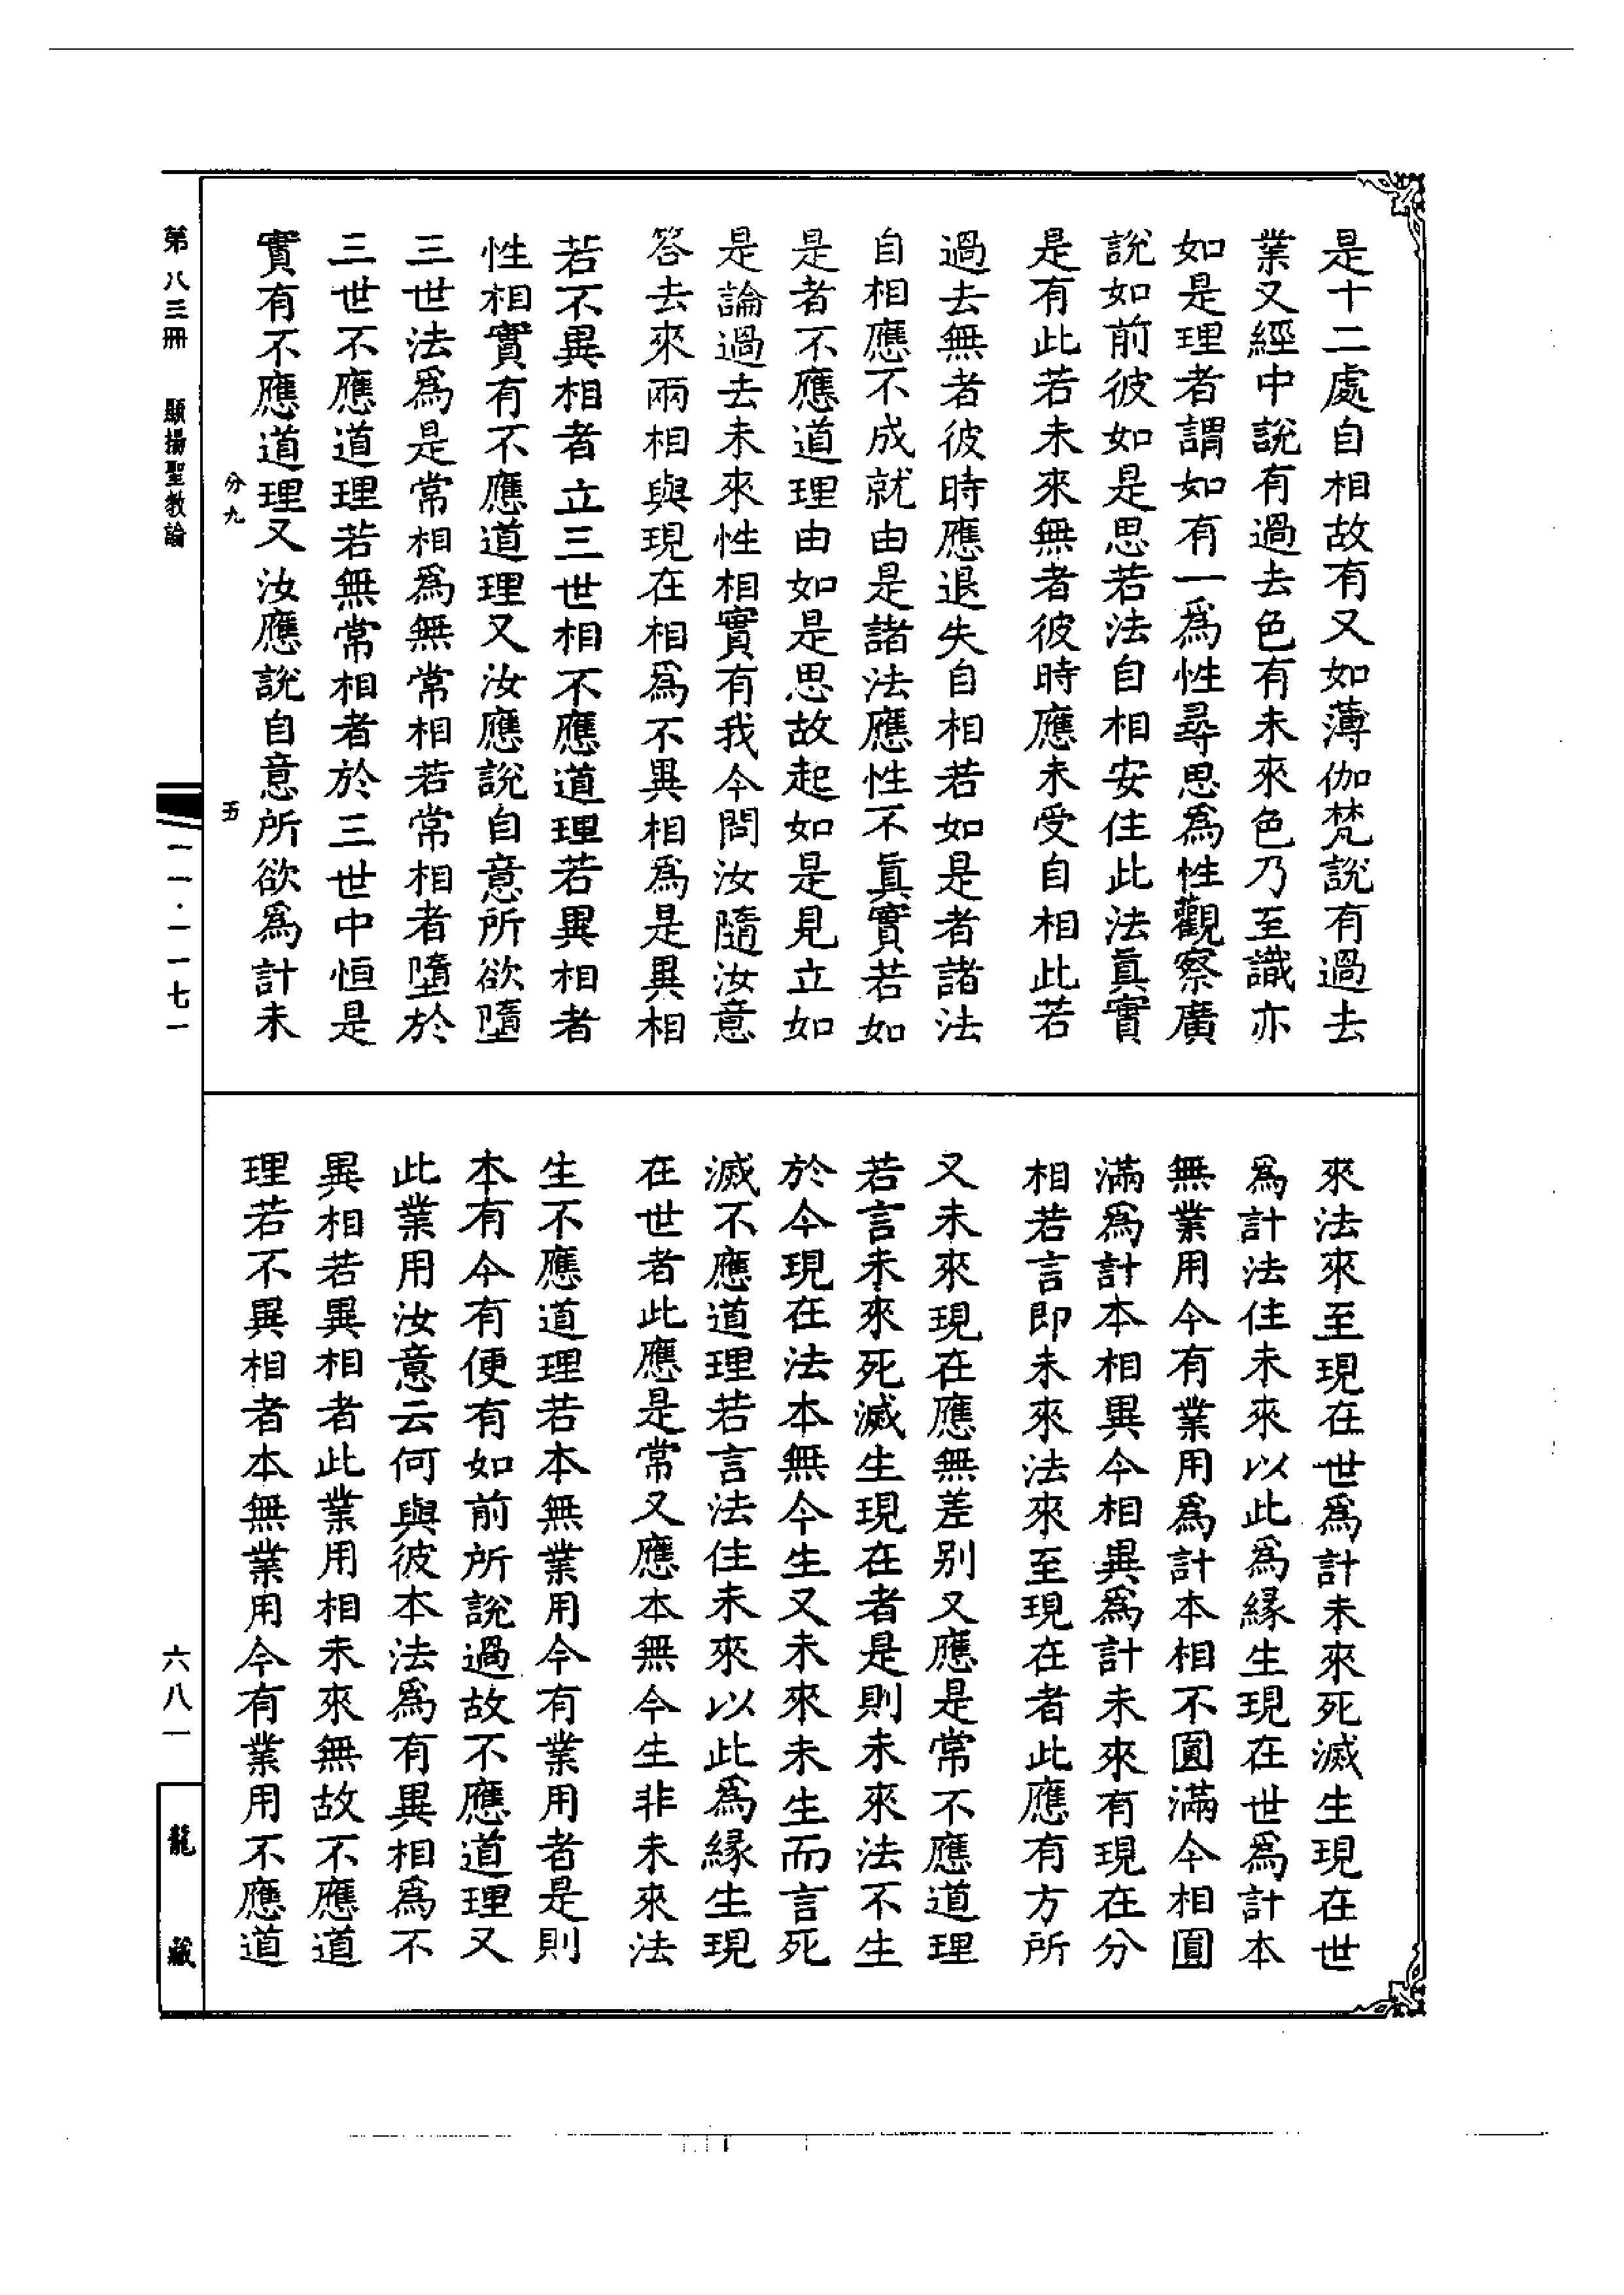 是十二處自相故有又如薄伽梵說有過去
業又經中說有過去色有未來色乃至識亦
如是理者謂如有一爲性尋思爲性觀察廣
說如前彼如是思若法自相安住此法真實
是有此若未來無者彼時應未受自相此若
過去無者彼時應退失自相若如是者諸法
自相應不成就由是諸法應性不真實若如
是者不應道理由如是思故起如是見立如
是論過去未來性相實有我今問汝隨汝意
答去來兩相與現在相爲不異相爲是異相
若不異相者立三世相不應道理若異相者
性相實有不應道理又汝應說自意所欲墮
三世法爲是常相爲無常相若常相者墮於
三世不應道理若無常相者於三世中恒是
實有不應道理又汝應說自意所欲爲計未
分九
五
來法來至現在世爲計未來死滅生現在世
爲計法住未來以此爲緣生現在世爲計本
無業用今有業用爲計本相不圓滿今相圓
滿爲計本相異今相異爲計未來有現在分
相若言即未來法來至現在者此應有方所
又未來現在應無差别又應是常不應道理
若言未來死滅生現在者是則未來法不生
於今現在法本無今生又未來未生而言死
滅不應道理若言法住未來以此爲緣生現
在世者此應是常又應本無今生非未來法
生不應道理若本無業用今有業用者是則
本有今有便有如前所說過故不應道理又
此業用汝意云何與彼本法爲有異相爲不
異相若異相者此業用相未來無故不應道
理若不異相者本無業用今有業用不應道
第八三冊 顯揚聖教論
一一·一一七一
六八一
龍藏